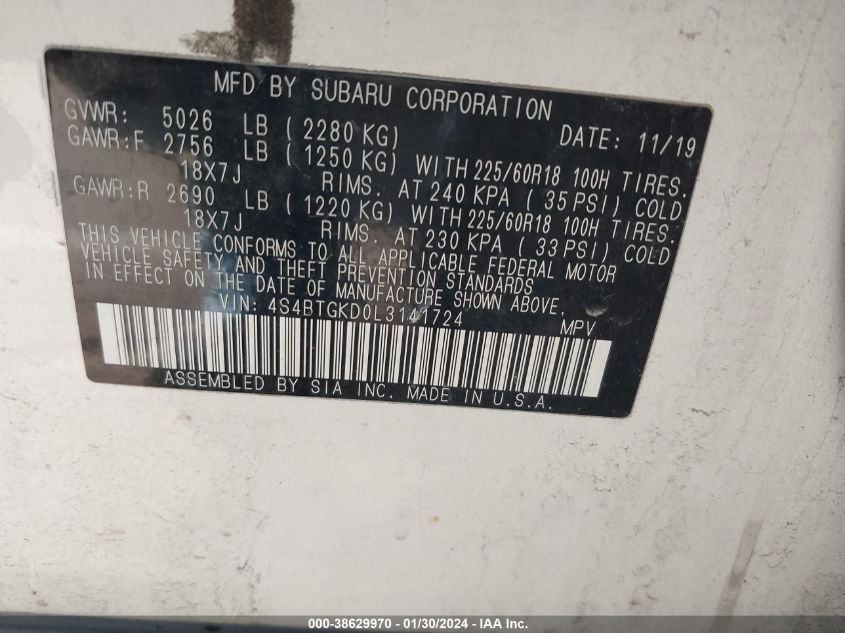 MFD BY SUBARU CORPORATION
GVWR: 5026 LB ( 2280 KG) DATE: 11/19
GAWR:F 2756 LB ( 1250 KG) WITH 225/60R18 100H TIRES.
18X7J RIMS. AT 240 KPA ( 35 PSI) COLD
GAWR:R 2690 LB ( 1220 KG) WITH 225/60R18 100H TIRES.
18X7J RIMS. AT 230 KPA ( 33 PSI) COLD
THIS VEHICLE CONFORMS TO ALL APPLICABLE FEDERAL MOTOR
VEHICLE SAFETY AND THEFT PREVENTION STANDARDS
IN EFFECT ON THE DATE OF MANUFACTURE SHOWN ABOVE.
VIN: 4S4BTGKD0L3141724 MPV
ASSEMBLED BY SIA INC. MADE IN U.S.A.
000-38629970 - 01/30/2024 - IAA Inc.